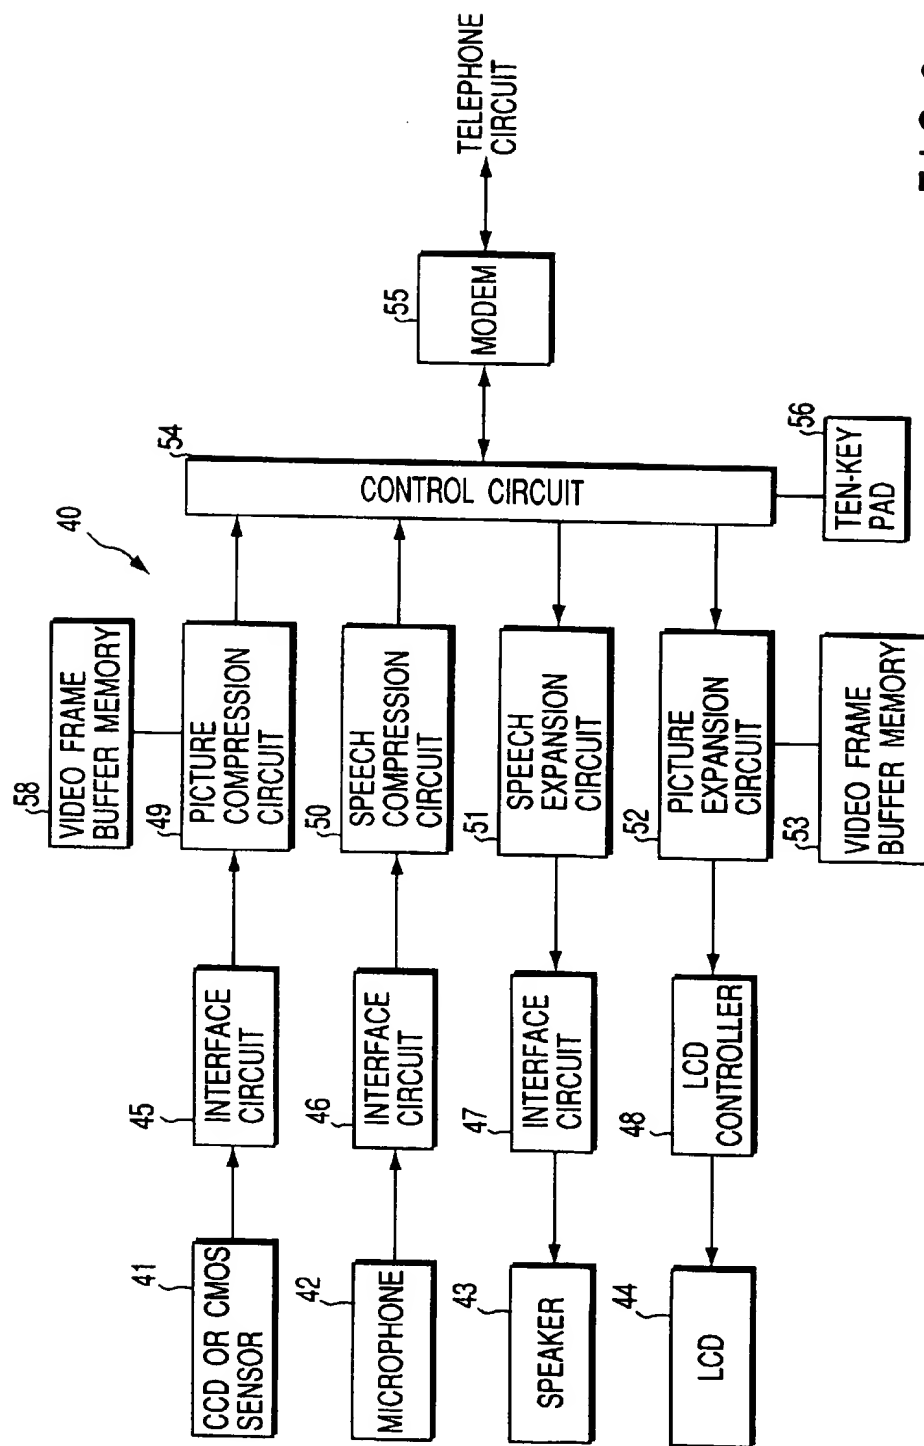 40
58
VIDEO FRAME
BUFFER MEMORY
41
CCD OR CMOS
SENSOR
45
INTERFACE
CIRCUIT
49
PICTURE
COMPRESSION
CIRCUIT
42
MICROPHONE
46
INTERFACE
CIRCUIT
50
SPEECH
COMPRESSION
CIRCUIT
43
SPEAKER
47
INTERFACE
CIRCUIT
51
SPEECH
EXPANSION
CIRCUIT
44
LCD
48
LCD
CONTROLLER
52
PICTURE
EXPANSION
CIRCUIT
53
VIDEO FRAME
BUFFER MEMORY
54
CONTROL CIRCUIT
55
MODEM
TELEPHONE
CIRCUIT
56
TEN-KEY
PAD